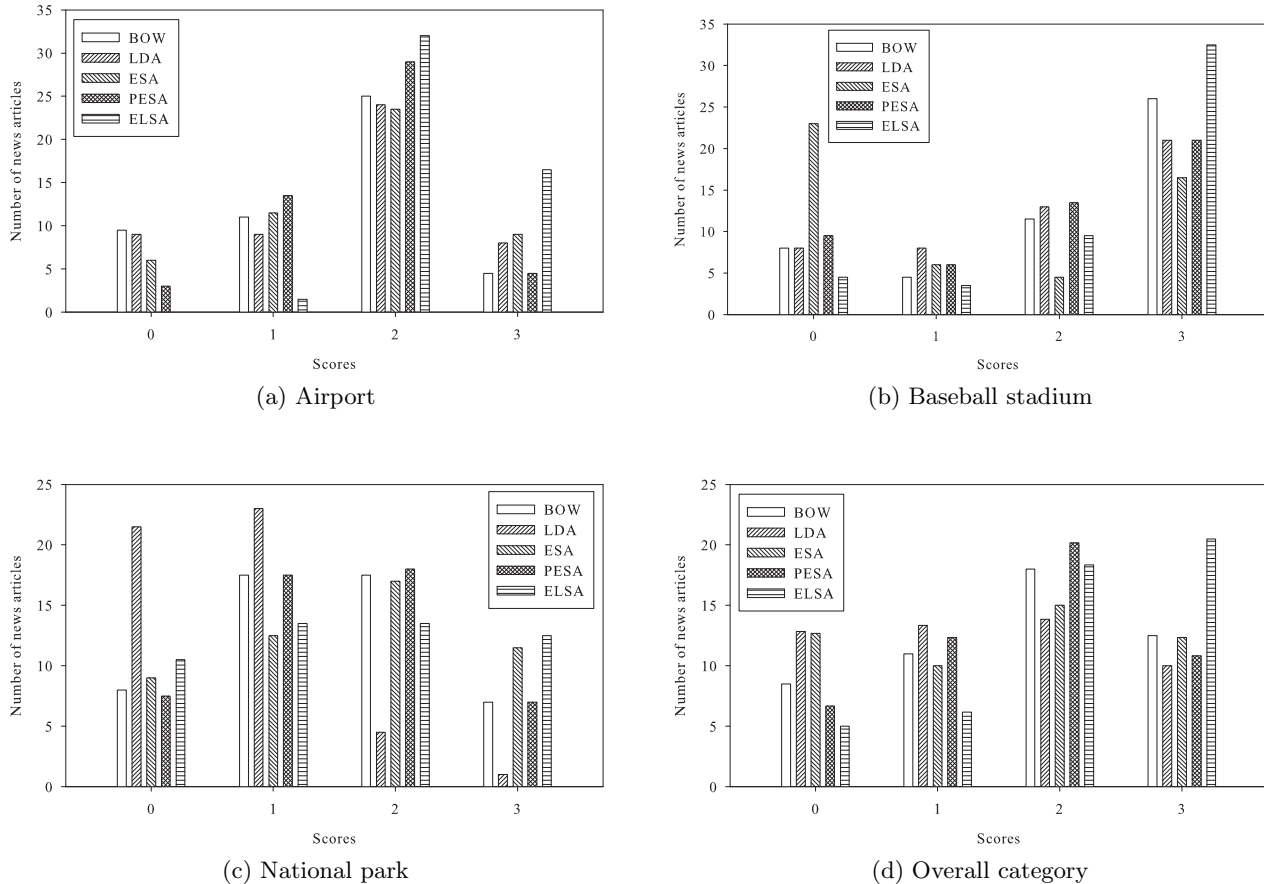 Number of news articles
35
30
25
20
15
10
5
0
BOW
LDA
ESA
PESA
ELSA
0 1 2 3
Scores
(a) Airport
Number of news articles
35
30
25
20
15
10
5
0
BOW
LDA
ESA
PESA
ELSA
0 1 2 3
Scores
(b) Baseball stadium
Number of news articles
25
20
15
10
5
0
BOW
LDA
ESA
PESA
ELSA
0 1 2 3
Scores
(c) National park
Number of news articles
25
20
15
10
5
0
BOW
LDA
ESA
PESA
ELSA
0 1 2 3
Scores
(d) Overall category